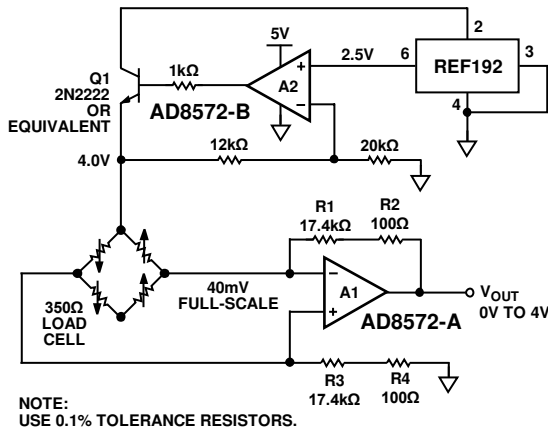 2
5V
1kΩ
2.5V
6
REF192
3
4
Q1
2N2222
OR
EQUIVALENT
+
A2
−
AD8572-B
12kΩ
20kΩ
4.0V
R1
17.4kΩ
R2
100Ω
40mV
FULL-SCALE
350Ω
LOAD
CELL
−
A1
+
AD8572-A
VOUT
0V TO 4V
R3
17.4kΩ
R4
100Ω
NOTE:
USE 0.1% TOLERANCE RESISTORS.